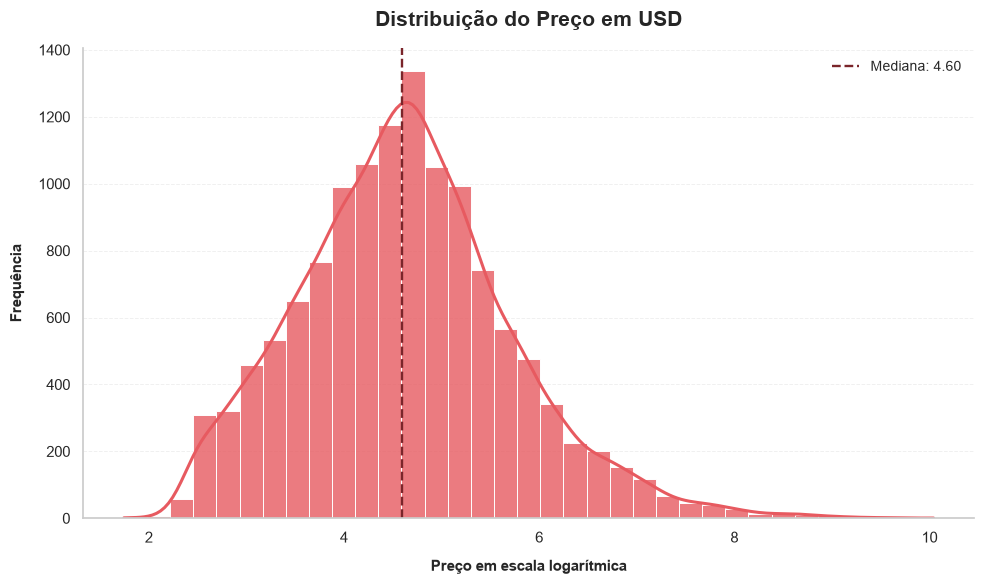 Distribuição do Preço em USD
Mediana: 4.60
1400
1200
1000
800
600
400
200
0
Frequência
2 4 6 8 10
Preço em escala logarítmica